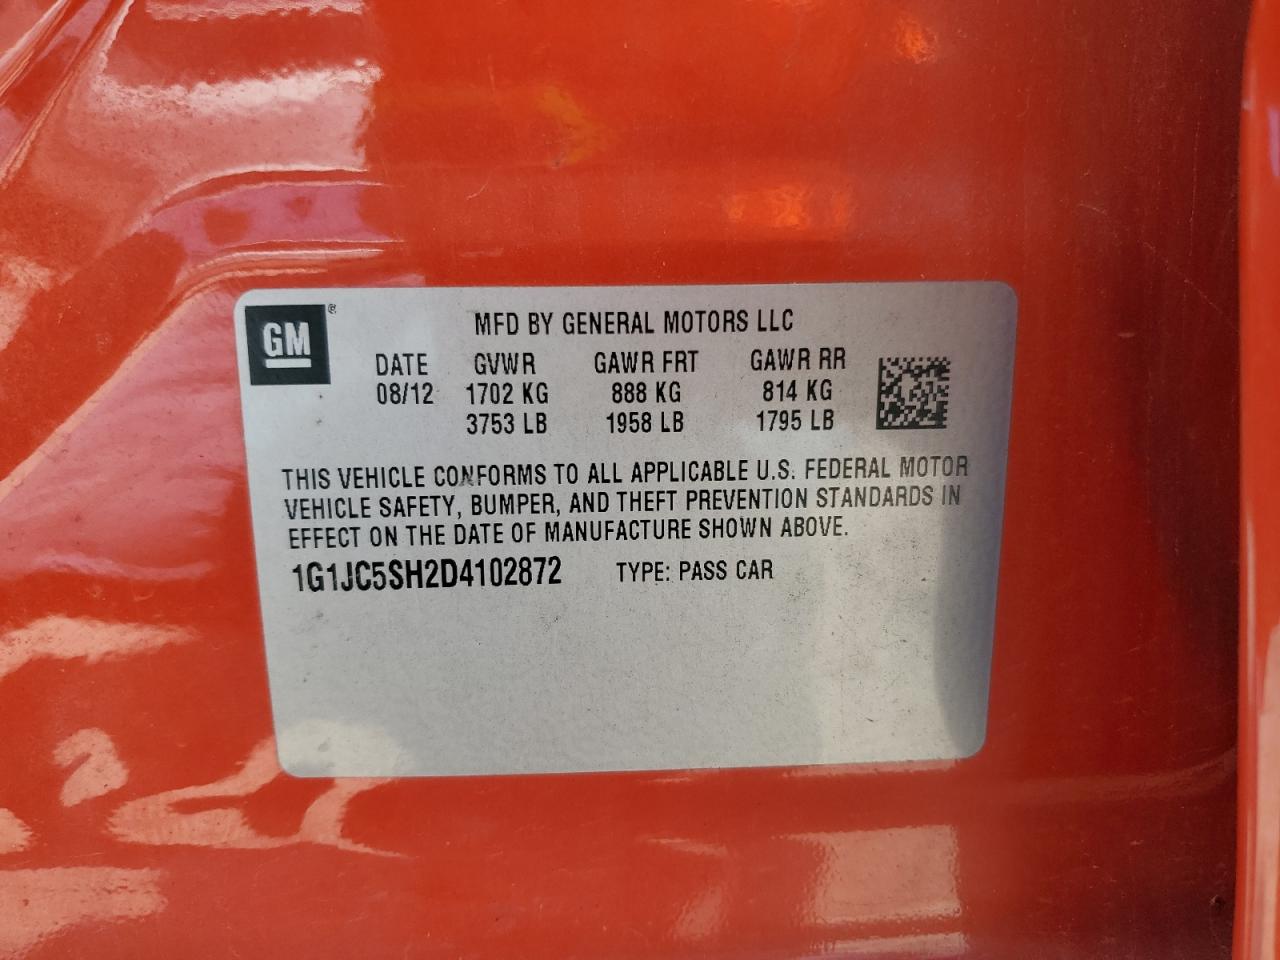 GM ®
MFD BY GENERAL MOTORS LLC
DATE GVWR GAWR FRT GAWR RR
08/12 1702 KG 888 KG 814 KG
3753 LB 1958 LB 1795 LB
THIS VEHICLE CONFORMS TO ALL APPLICABLE U.S. FEDERAL MOTOR
VEHICLE SAFETY, BUMPER, AND THEFT PREVENTION STANDARDS IN
EFFECT ON THE DATE OF MANUFACTURE SHOWN ABOVE.
1G1JC5SH2D4102872 TYPE: PASS CAR